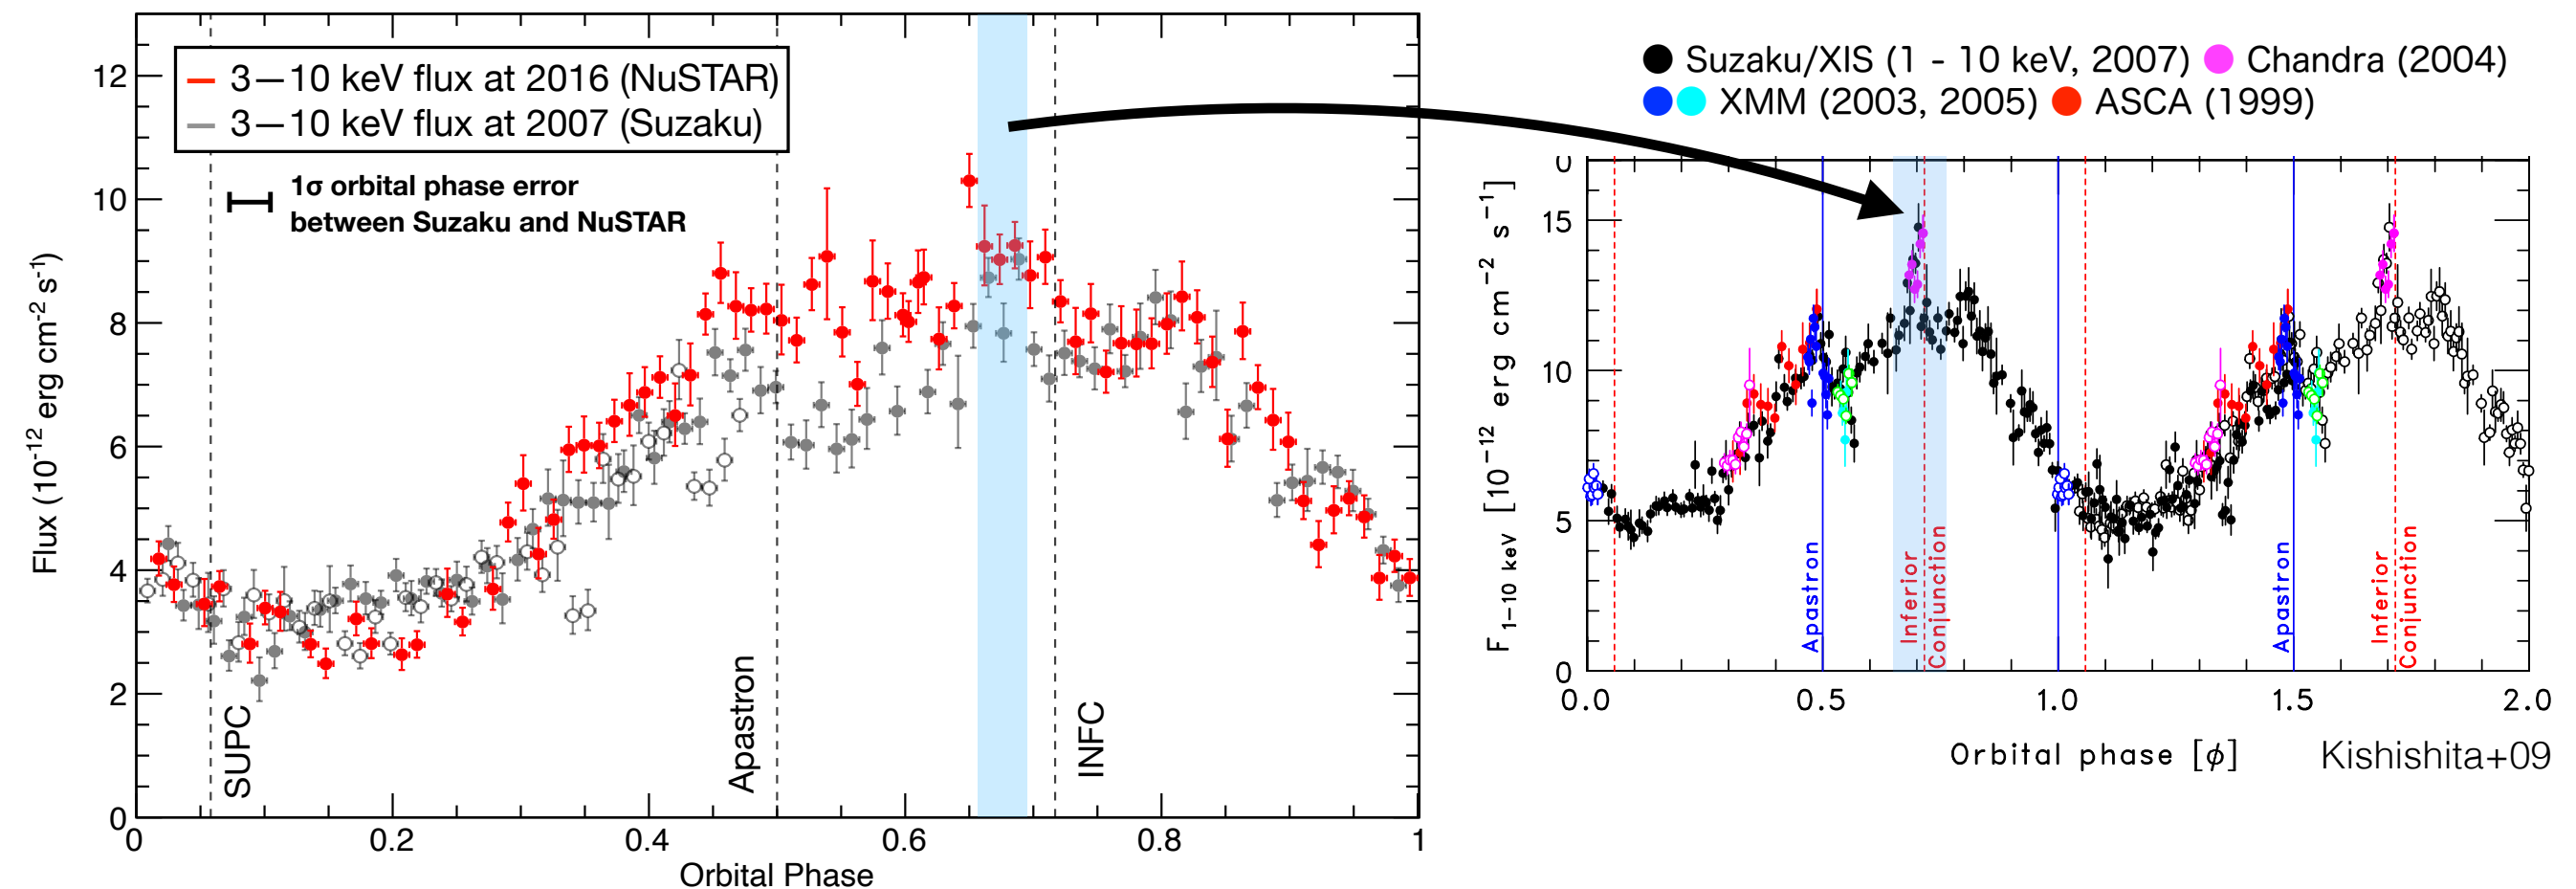 3—10 keV flux at 2016 (NuSTAR)
3—10 keV flux at 2007 (Suzaku)
1σ orbital phase error
between Suzaku and NuSTAR
12
10
8
6
4
2
0
Flux (10⁻¹² erg cm⁻² s⁻¹)
SUPC
Apastron
INFC
0
0.2
0.4
0.6
0.8
1
Orbital Phase
Suzaku/XIS (1 - 10 keV, 2007)
Chandra (2004)
XMM (2003, 2005)
ASCA (1999)
0
15
10
5
0
F₁₋₁₀ keV [10⁻¹² erg cm⁻² s⁻¹]
Apastron
Inferior
Conjunction
Apastron
Inferior
Conjunction
0.0
0.5
1.0
1.5
2.0
Orbital phase [ϕ]
Kishishita+09